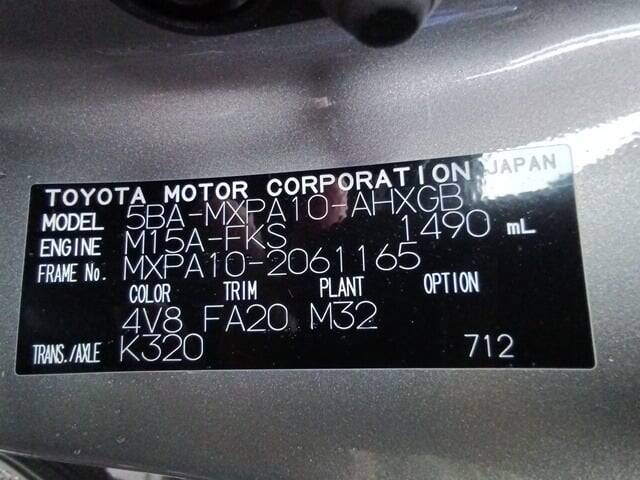 TOYOTA MOTOR CORPORATION JAPAN
MODEL 5BA-MXPA10-AHXGB
ENGINE M15A-FKS 1490 mL
FRAME No. MXPA10-2061165
COLOR TRIM PLANT OPTION
4V8 FA20 M32
TRANS./AXLE K320 712